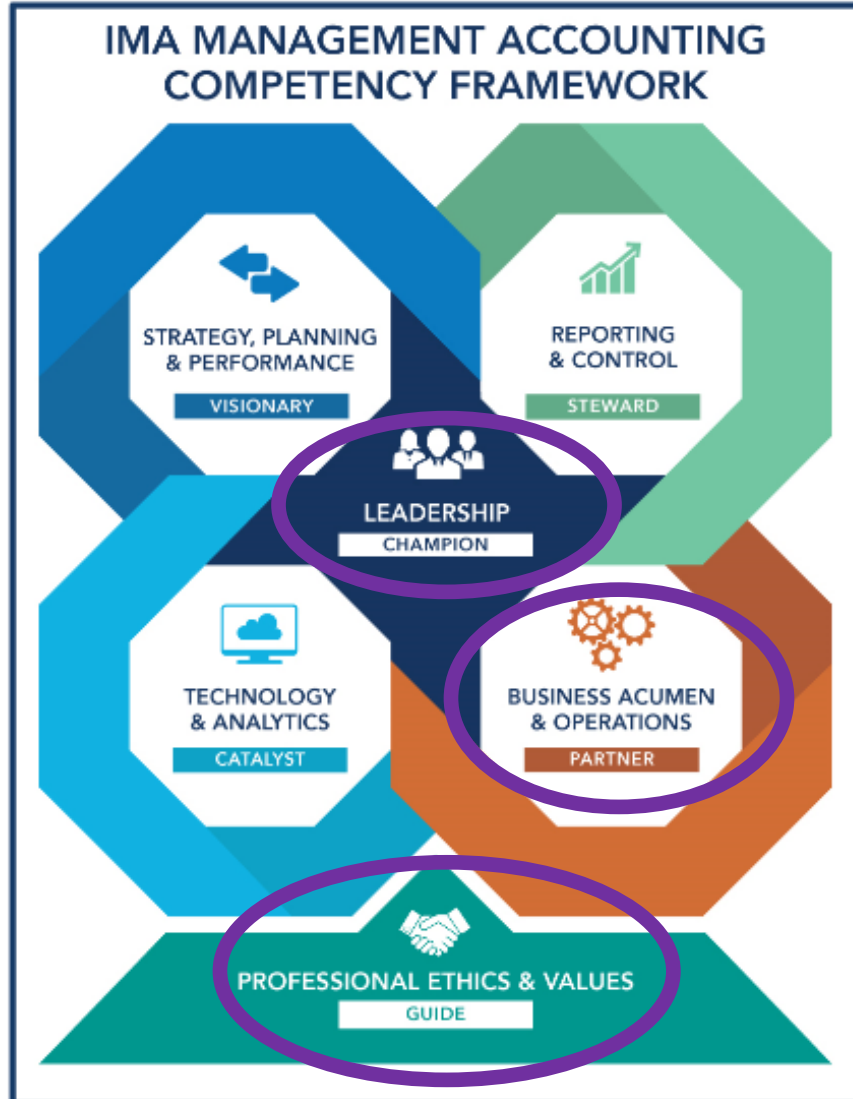 IMA MANAGEMENT ACCOUNTING
COMPETENCY FRAMEWORK
STRATEGY, PLANNING
& PERFORMANCE
VISIONARY
REPORTING
& CONTROL
STEWARD
LEADERSHIP
CHAMPION
TECHNOLOGY
& ANALYTICS
CATALYST
BUSINESS ACUMEN
& OPERATIONS
PARTNER
PROFESSIONAL ETHICS & VALUES
GUIDE